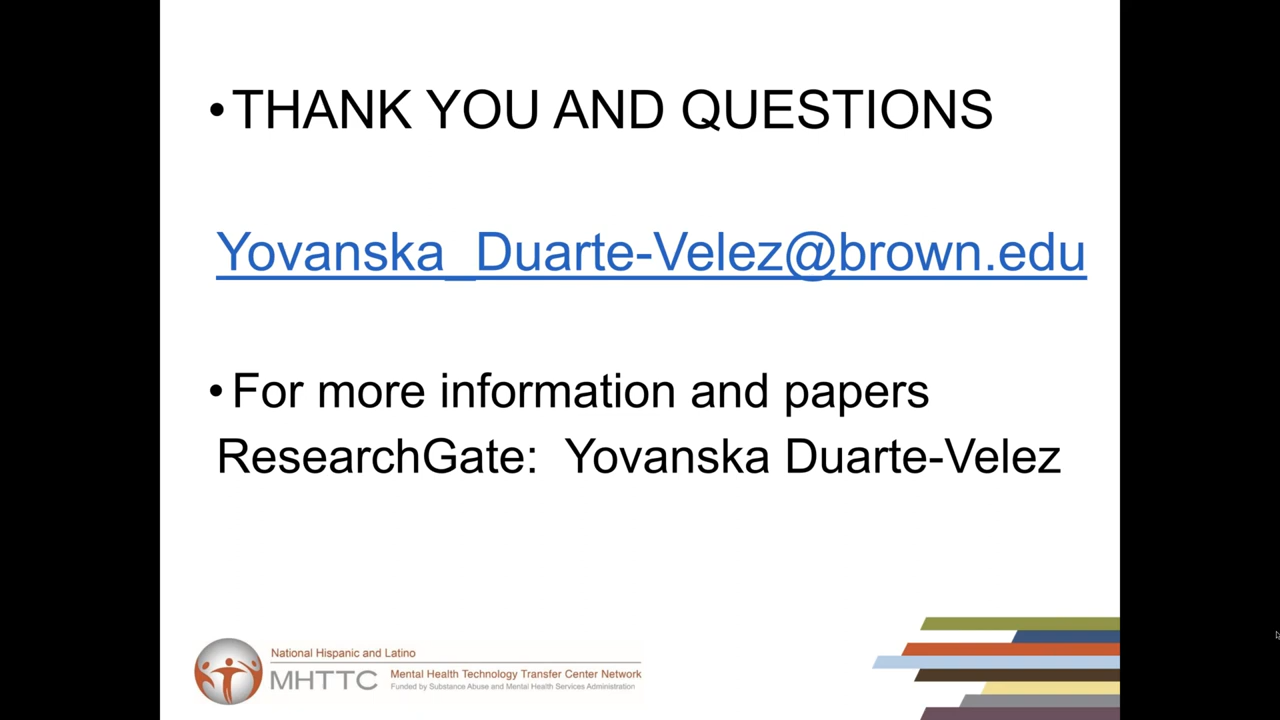 •THANK YOU AND QUESTIONS
Yovanska_Duarte-Velez@brown.edu
•For more information and papers
ResearchGate: Yovanska Duarte-Velez
National Hispanic and Latino
MHTTC
Mental Health Technology Transfer Center Network
Funded by Substance Abuse and Mental Health Services Administration